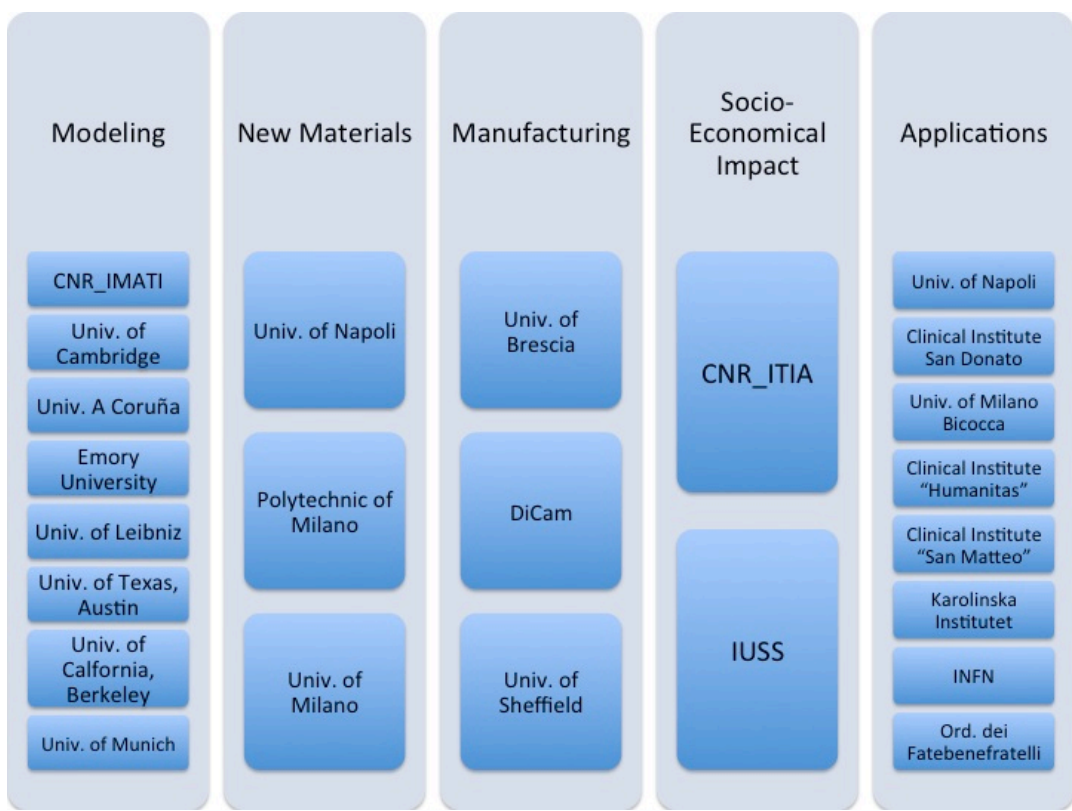 Modeling
CNR_IMATI
Univ. of
Cambridge
Univ. A Coruña
Emory
University
Univ. of Leibniz
Univ. of Texas,
Austin
Univ. of
Calfornia,
Berkeley
Univ. of Munich
New Materials
Univ. of Napoli
Polytechnic of
Milano
Univ. of
Milano
Manufacturing
Univ. of
Brescia
DiCam
Univ. of
Sheffield
Socio-
Economical
Impact
CNR_ITIA
IUSS
Applications
Univ. of Napoli
Clinical Institute
San Donato
Univ. of Milano
Bicocca
Clinical Institute
“Humanitas”
Clinical Institute
“San Matteo”
Karolinska
Institutet
INFN
Ord. dei
Fatebenefratelli